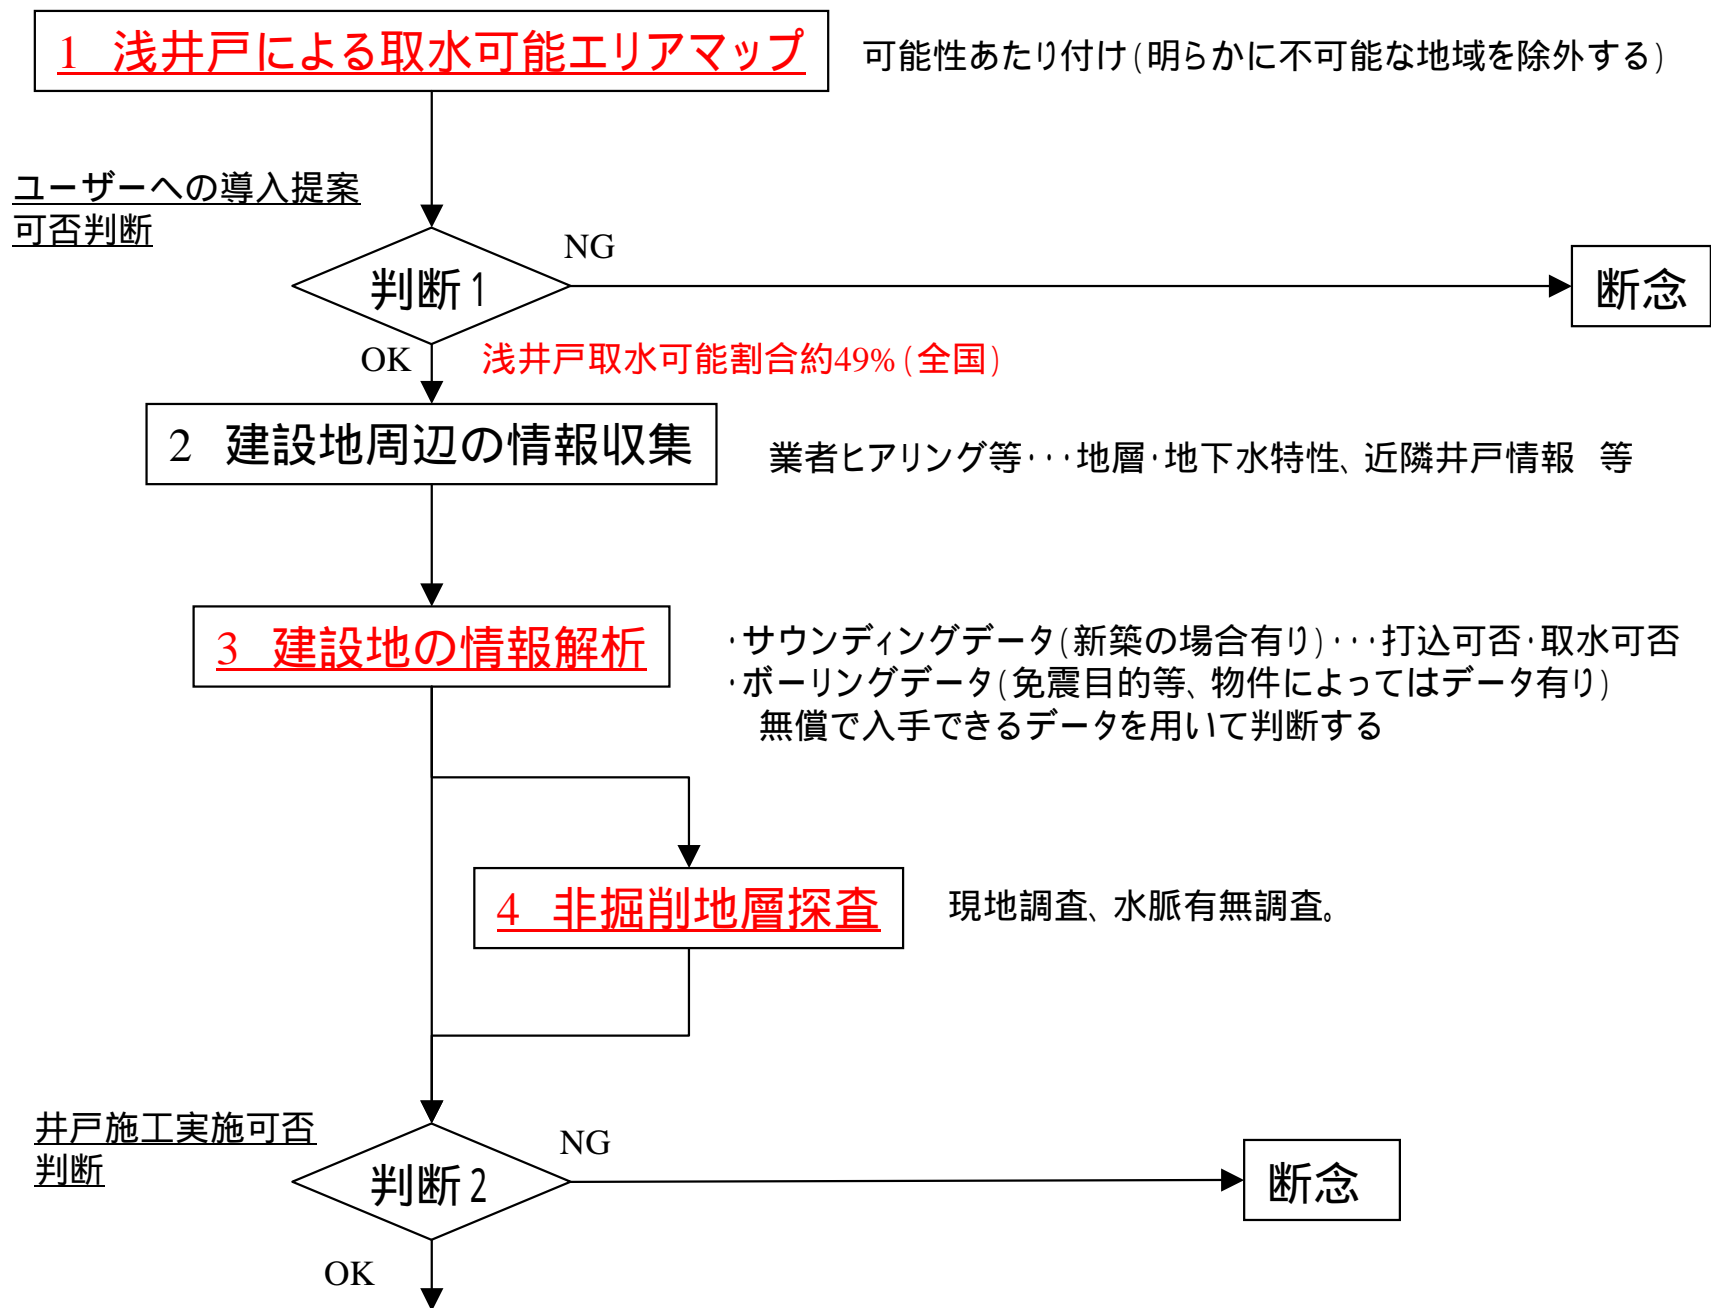 1 浅井戸による取水可能エリアマップ
可能性あたり付け(明らかに不可能な地域を除外する)
ユーザーへの導入提案
可否判断
NG
判断1
断念
OK
浅井戸取水可能割合約49%(全国)
2 建設地周辺の情報収集
業者ヒアリング等・・・地層・地下水特性、近隣井戸情報 等
3 建設地の情報解析
・サウンディングデータ(新築の場合有り)・・・打込可否・取水可否
・ボーリングデータ(免震目的等、物件によってはデータ有り)
無償で入手できるデータを用いて判断する
4 非掘削地層探査
現地調査、水脈有無調査。
井戸施工実施可否
判断
NG
判断2
断念
OK